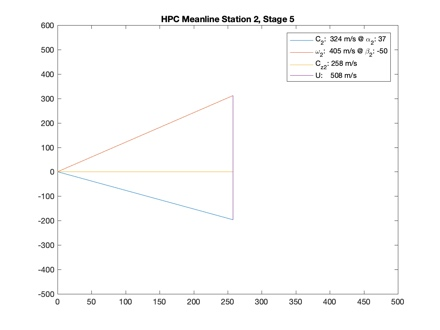 HPC Meanline Station 2, Stage 5
600
500
400
300
200
100
0
-100
-200
-300
-400
-500
0 50 100 150 200 250 300 350 400 450 500
C₂: 324 m/s @ α₂: 37
ω₂: 405 m/s @ β₂: -50
C_z2: 258 m/s
U: 508 m/s